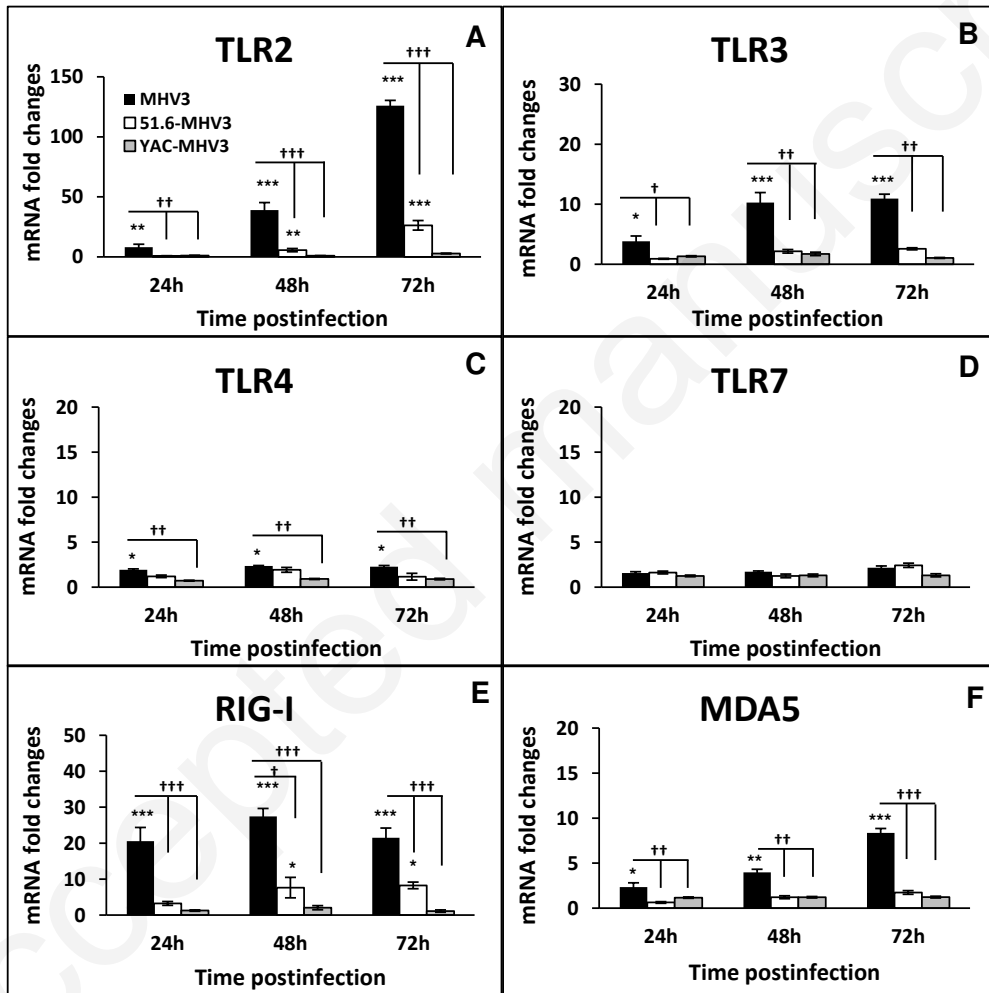 A
TLR2
mRNA fold changes
150
100
50
0
MHV3
51.6-MHV3
YAC-MHV3
** ††
*** ** †††
*** *** †††
24h 48h 72h
Time postinfection
B
TLR3
mRNA fold changes
30
20
10
0
* †
*** ††
*** ††
24h 48h 72h
Time postinfection
C
TLR4
mRNA fold changes
20
15
10
5
0
* ††
* ††
* ††
24h 48h 72h
Time postinfection
D
TLR7
mRNA fold changes
20
15
10
5
0
24h 48h 72h
Time postinfection
E
RIG-I
mRNA fold changes
50
40
30
20
10
0
*** †††
*** * † †††
*** * †††
24h 48h 72h
Time postinfection
F
MDA5
mRNA fold changes
20
15
10
5
0
* ††
** ††
*** †††
24h 48h 72h
Time postinfection
ccepted manusc